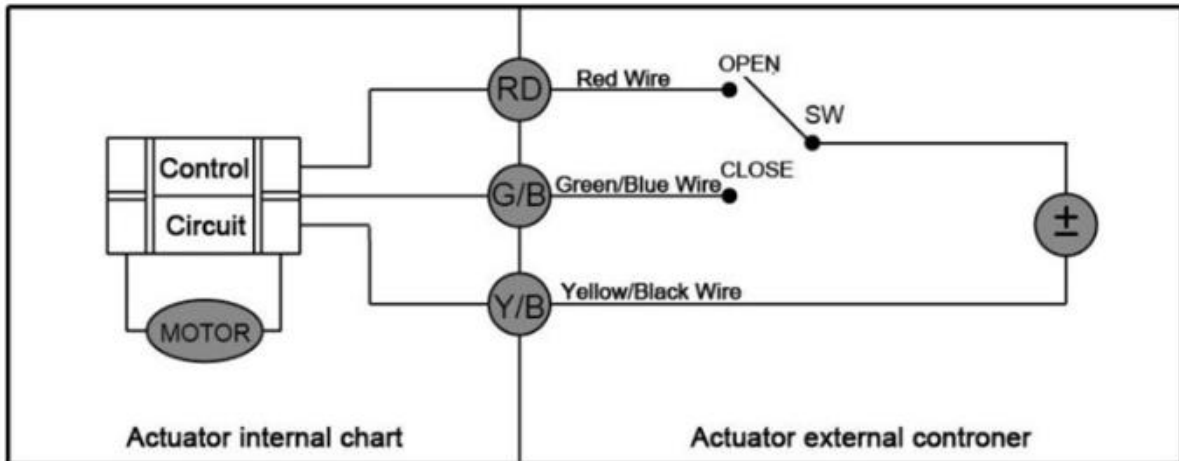 OPEN
RD
Red Wire
SW
Control
CLOSE
G/B
Green/Blue Wire
Circuit
±
Y/B
Yellow/Black Wire
MOTOR
Actuator internal chart
Actuator external controner